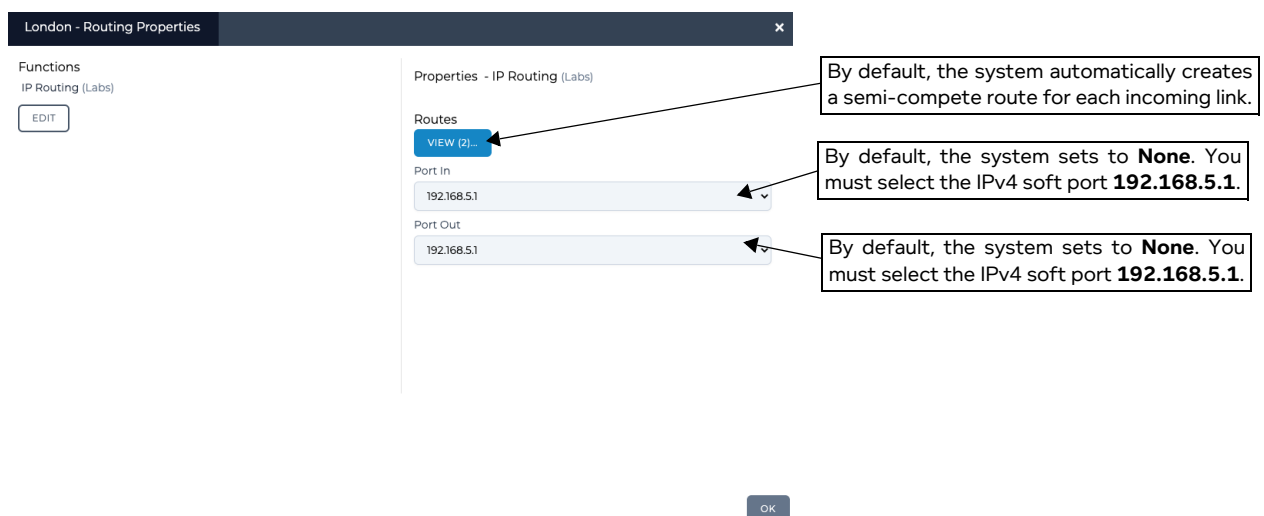 London - Routing Properties ×
Functions
IP Routing (Labs)
EDIT
Properties - IP Routing (Labs)
Routes
VIEW (2)...
Port In
192.168.5.1
Port Out
192.168.5.1
OK
By default, the system automatically creates
a semi-compete route for each incoming link.
By default, the system sets to None. You
must select the IPv4 soft port 192.168.5.1.
By default, the system sets to None. You
must select the IPv4 soft port 192.168.5.1.